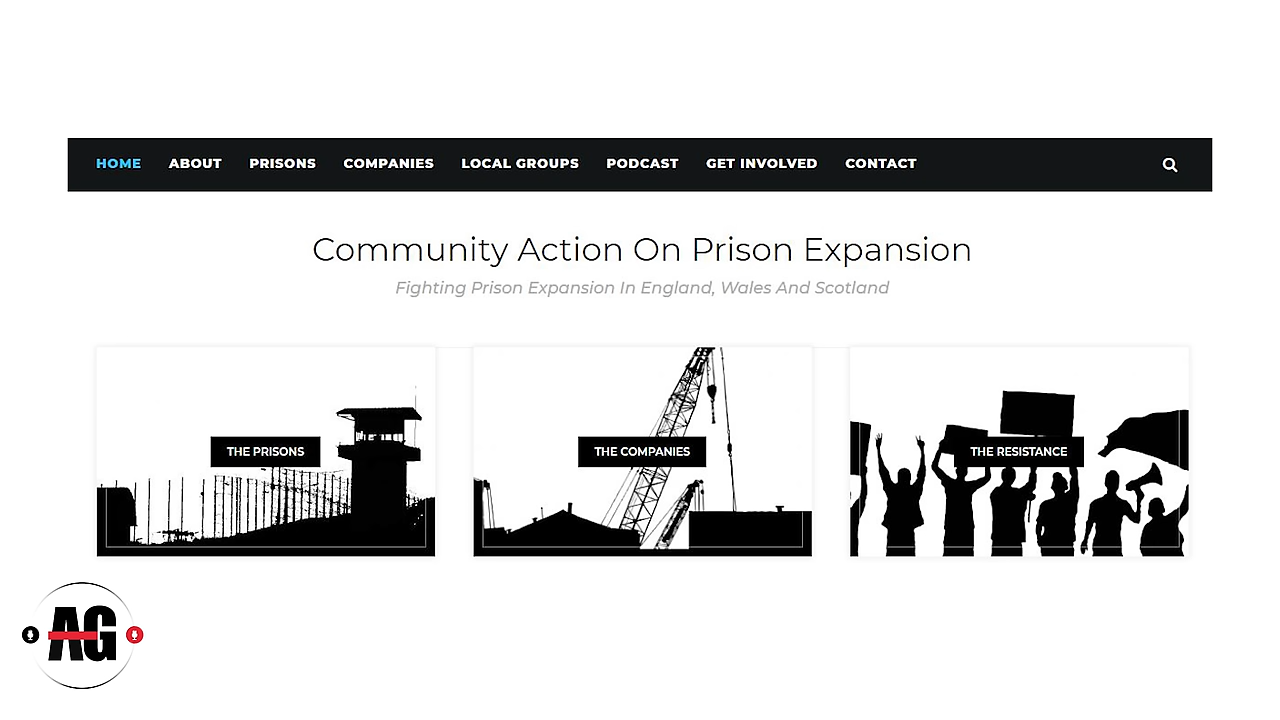 HOME ABOUT PRISONS COMPANIES LOCAL GROUPS PODCAST GET INVOLVED CONTACT
Community Action On Prison Expansion
Fighting Prison Expansion In England, Wales And Scotland
THE PRISONS THE COMPANIES THE RESISTANCE
AG